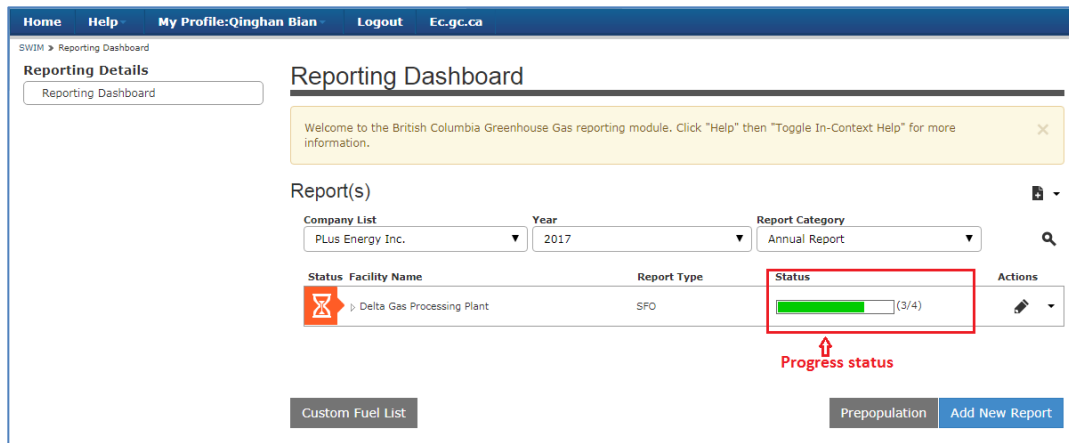 Home Help My Profile:Qinghan Bian Logout Ec.gc.ca
SWIM > Reporting Dashboard
Reporting Details
Reporting Dashboard
Reporting Dashboard
Welcome to the British Columbia Greenhouse Gas reporting module. Click "Help" then "Toggle In-Context Help" for more
information.
Report(s)
Company List Year Report Category
PLus Energy Inc. 2017 Annual Report
Status Facility Name Report Type Status Actions
Delta Gas Processing Plant SFO (3/4)
Progress status
Custom Fuel List Prepopulation Add New Report